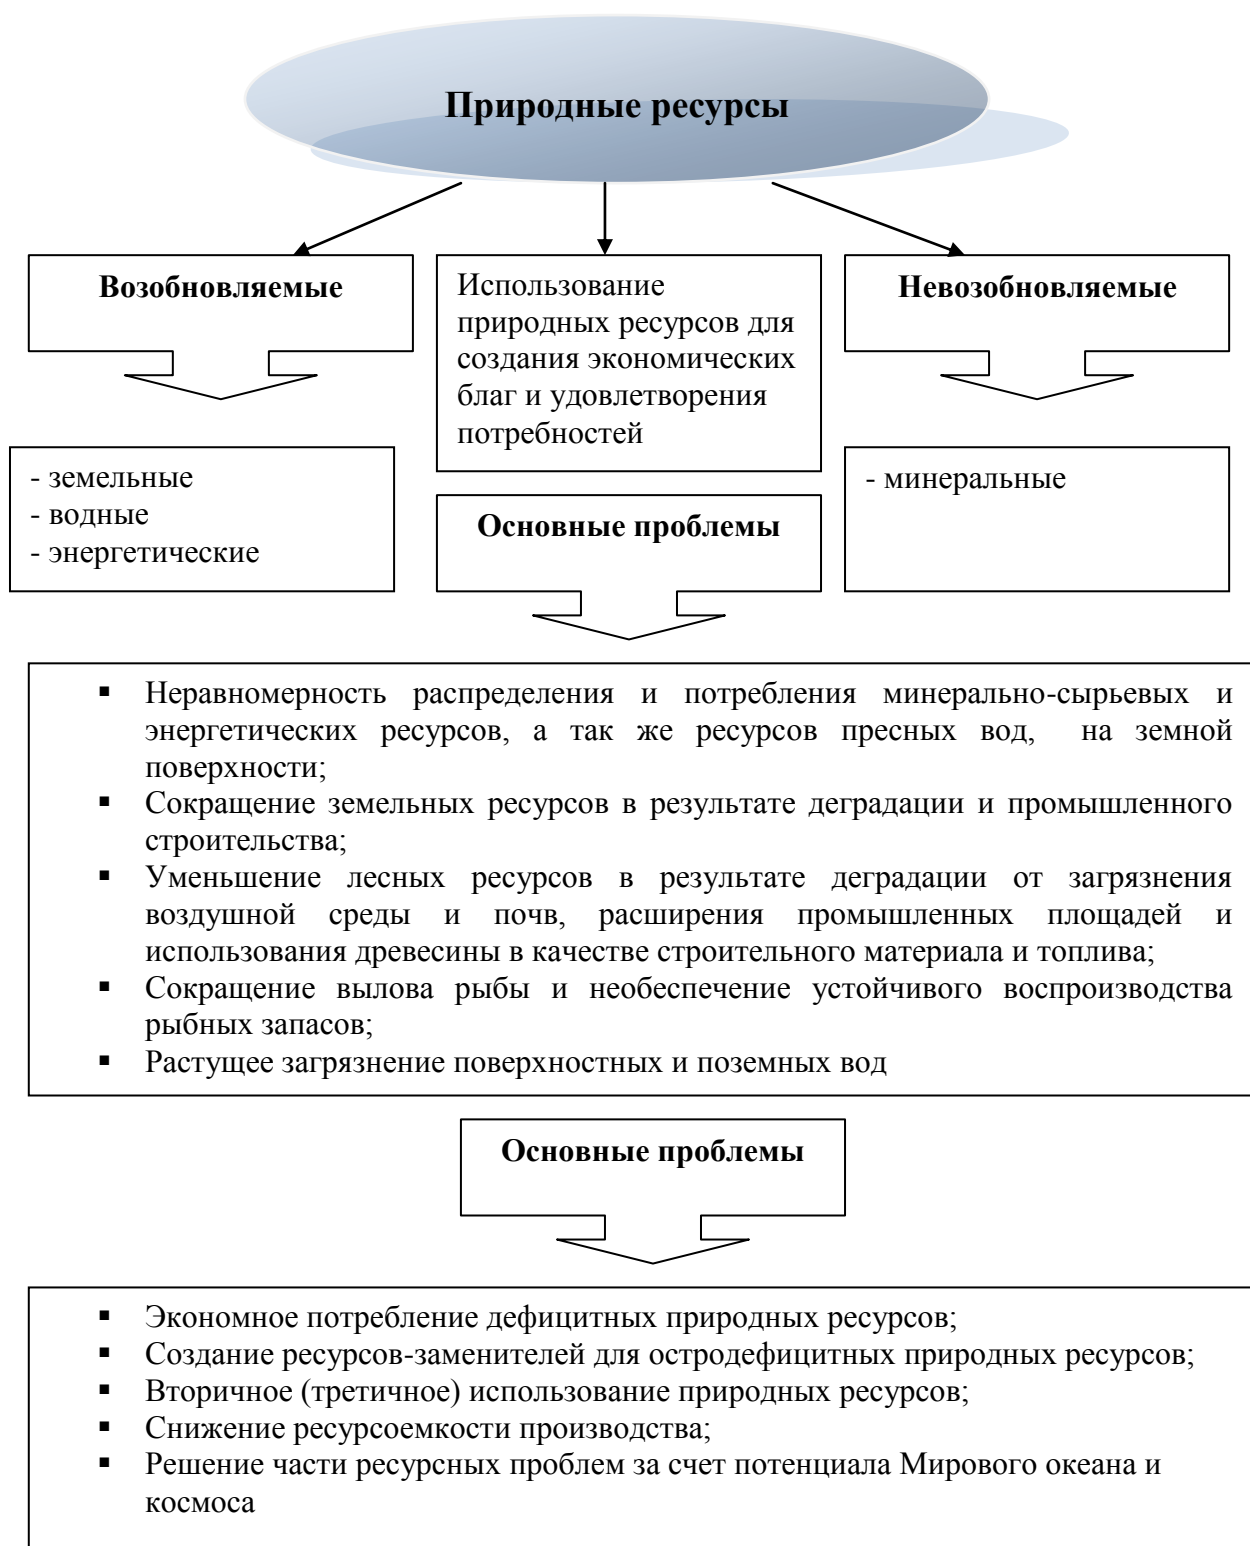 Природные ресурсы
Возобновляемые
Использование
природных ресурсов для
создания экономических
благ и удовлетворения
потребностей
Невозобновляемые
- земельные
- водные
- энергетические
- минеральные
Основные проблемы
▪ Неравномерность распределения и потребления минерально-сырьевых и
энергетических ресурсов, а так же ресурсов пресных вод, на земной
поверхности;
▪ Сокращение земельных ресурсов в результате деградации и промышленного
строительства;
▪ Уменьшение лесных ресурсов в результате деградации от загрязнения
воздушной среды и почв, расширения промышленных площадей и
использования древесины в качестве строительного материала и топлива;
▪ Сокращение вылова рыбы и необеспечение устойчивого воспроизводства
рыбных запасов;
▪ Растущее загрязнение поверхностных и поземных вод
Основные проблемы
▪ Экономное потребление дефицитных природных ресурсов;
▪ Создание ресурсов-заменителей для остродефицитных природных ресурсов;
▪ Вторичное (третичное) использование природных ресурсов;
▪ Снижение ресурсоемкости производства;
▪ Решение части ресурсных проблем за счет потенциала Мирового океана и
космоса